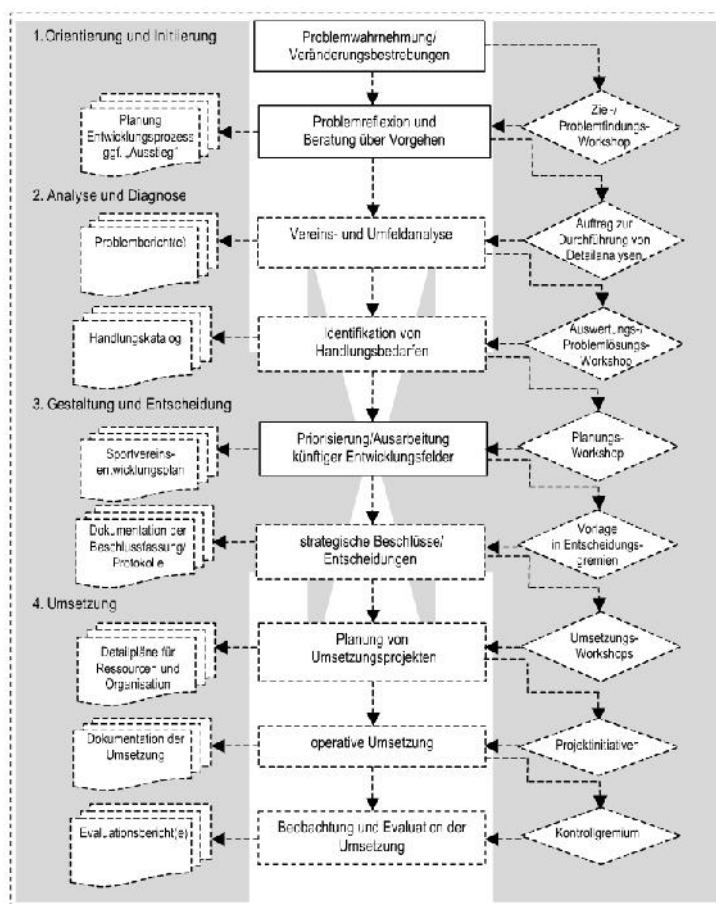 1.Orientierung und Initiierung
Problemwahrnehmung/
Veränderungsbestrebungen
Planung
Entwicklungsprozess
ggf. „Ausstieg"
Problemreflexion und
Beratung über Vorgehen
Ziel-/
Problemfindungs-
Workshop
2. Analyse und Diagnose
Problembericht(e)
Vereins- und Umfeldanalyse
Auftrag zur
Durchführung von
Detailanalysen
Handlungskatalog
Identifikation von
Handlungsbedarfen
Auswertungs-/
Problemlösungs-
Workshop
3. Gestaltung und Entscheidung
Sportvereins-
entwicklungsplan
Priorisierung/Ausarbeitung
künftiger Entwicklungsfelder
Planungs-
Workshop
Dokumentation der
Beschlussfassung/
Protokolle
strategische Beschlüsse/
Entscheidungen
Vorlage
in Entscheidungs-
gremien
4. Umsetzung
Detailpläne für
Ressourcen und
Organisation
Planung von
Umsetzungsprojekten
Umsetzungs-
Workshops
Dokumentation der
Umsetzung
operative Umsetzung
Projektinitiativen
Evaluationsbericht(e)
Beobachtung und Evaluation der
Umsetzung
Kontrollgremium